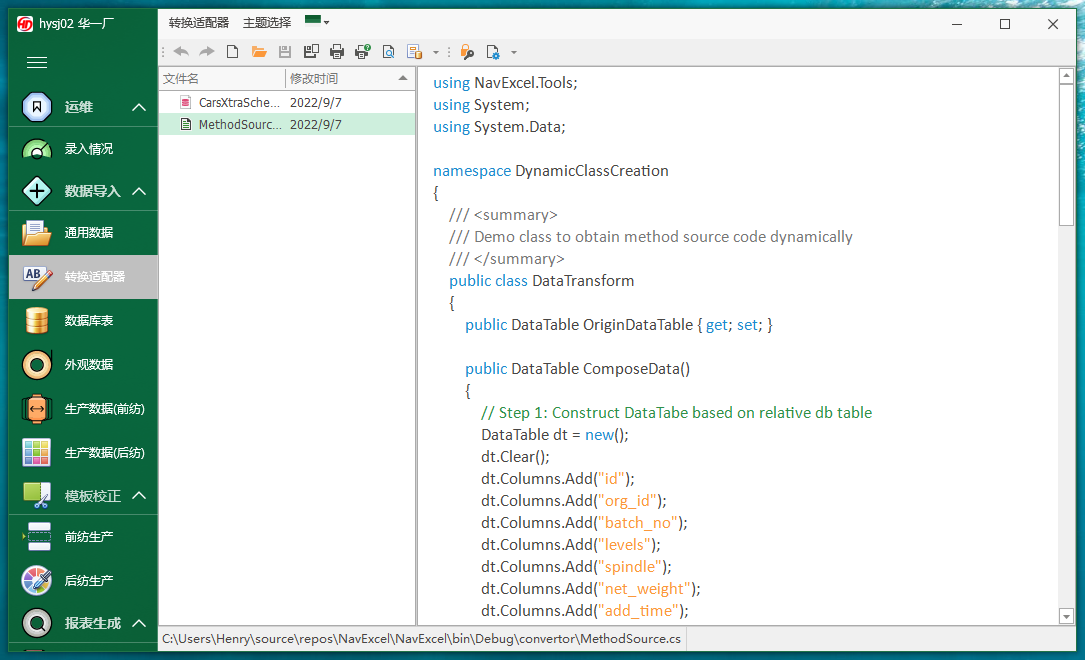 hysj02 华一厂
转换适配器 主题选择
运维
录入情况
数据导入
通用数据
转换适配器
数据库表
外观数据
生产数据(前纺)
生产数据(后纺)
模板校正
前纺生产
后纺生产
报表生成
文件名 修改时间
CarsXtraSche... 2022/9/7
MethodSourc... 2022/9/7
using NavExcel.Tools;
using System;
using System.Data;
namespace DynamicClassCreation
{
/// <summary>
/// Demo class to obtain method source code dynamically
/// </summary>
public class DataTransform
{
public DataTable OriginDataTable { get; set; }
public DataTable ComposeData()
{
// Step 1: Construct DataTabe based on relative db table
DataTable dt = new();
dt.Clear();
dt.Columns.Add("id");
dt.Columns.Add("org_id");
dt.Columns.Add("batch_no");
dt.Columns.Add("levels");
dt.Columns.Add("spindle");
dt.Columns.Add("net_weight");
dt.Columns.Add("add_time");
C:\Users\Henry\source\repos\NavExcel\NavExcel\bin\Debug\convertor\MethodSource.cs